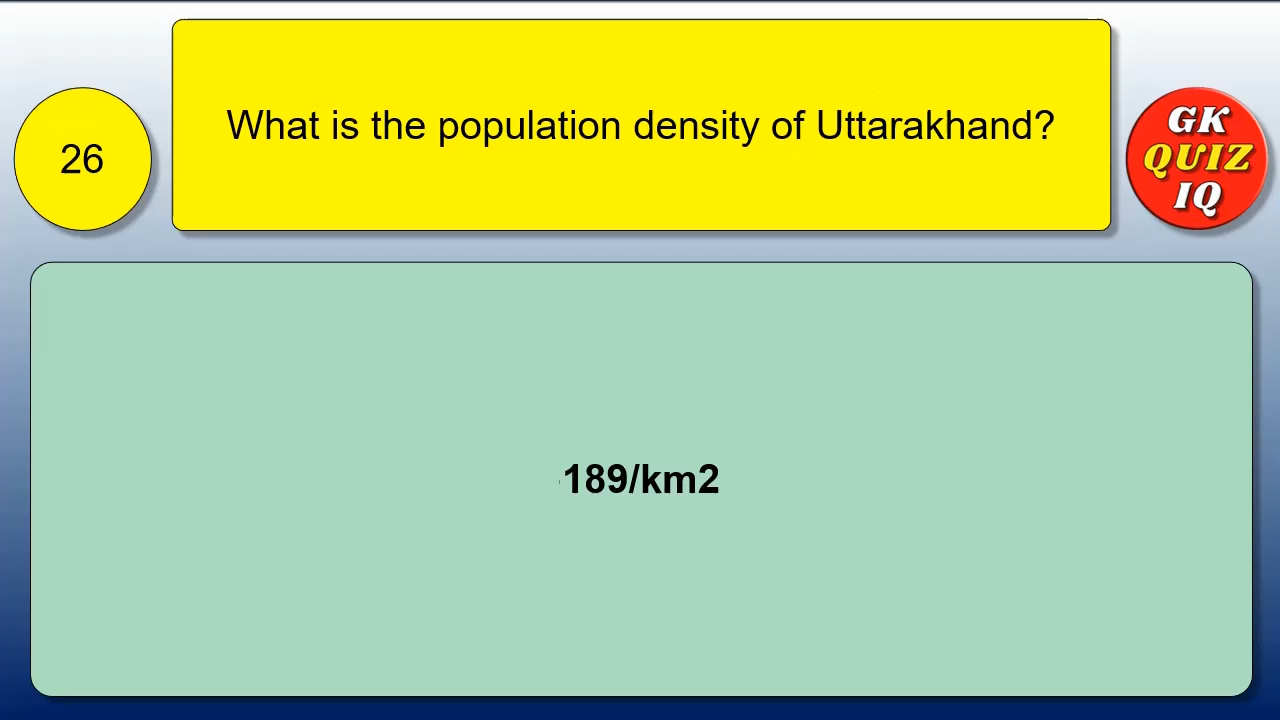 What is the population density of Uttarakhand?
26
GK
QUIZ
IQ
189/km2